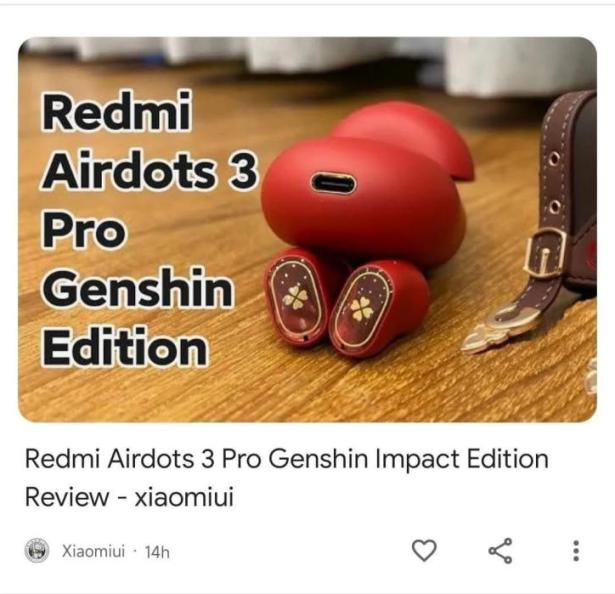 Redmi
Airdots 3
Pro
Genshin
Edition
Redmi Airdots 3 Pro Genshin Impact Edition
Review - xiaomiui
Xiaomiui · 14h